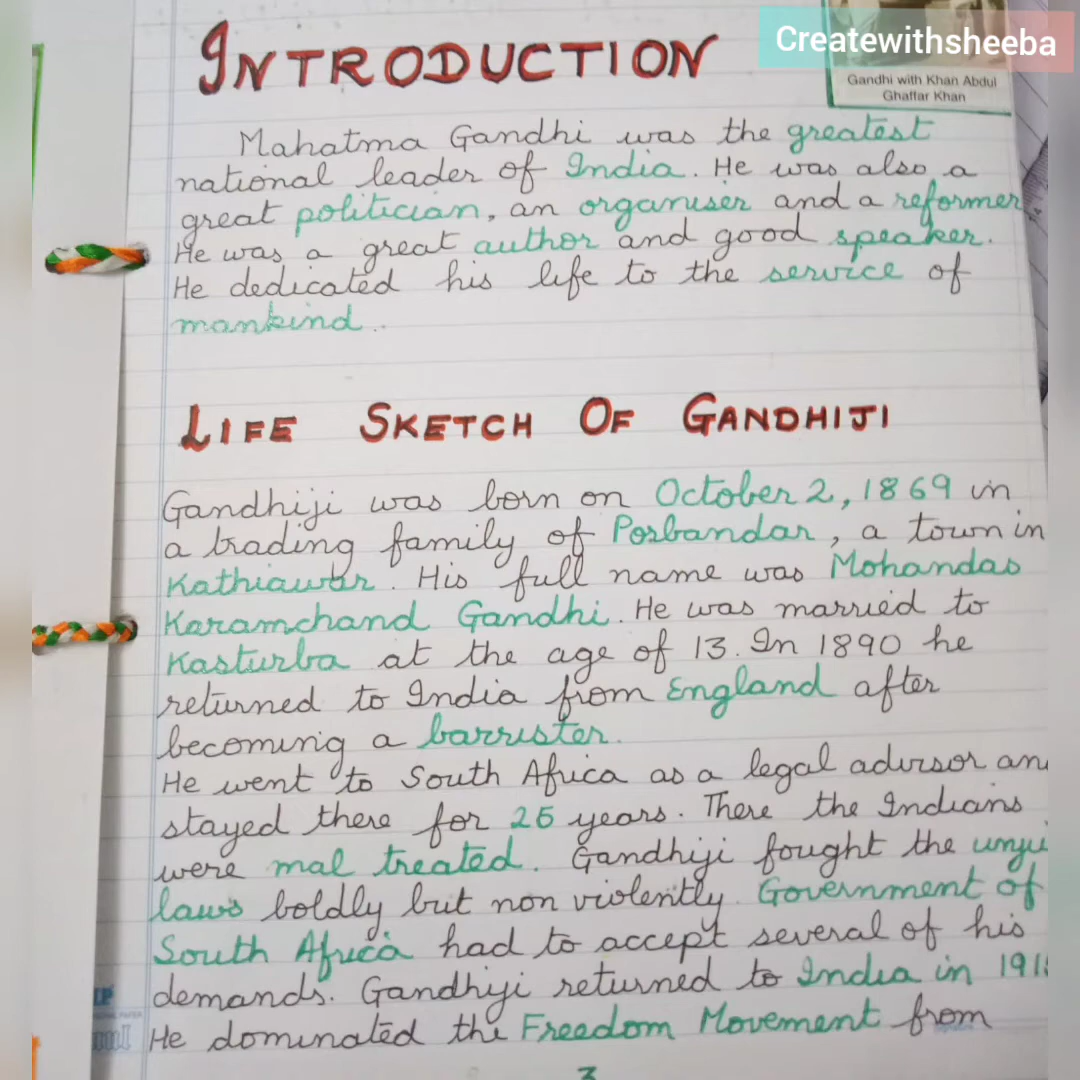 Createwithsheeba
Gandhi with Khan Abdul
Ghaffar Khan
INTRODUCTION
Mahatma Gandhi was the greatest
national leader of India. He was also a
great politician, an organiser and a reformer
He was a great author and good speaker.
He dedicated his life to the service of
mankind..
LIFE SKETCH OF GANDHIJI
Gandhiji was born on October 2, 1869 in
a trading family of Porbandar, a town in
Kathiawar. His full name was Mohandas
Karamchand Gandhi. He was married to
Kasturba at the age of 13. In 1890 he
returned to India from England after
becoming a barrister.
He went to South Africa as a legal advisor an
stayed there for 25 years. There the Indians
were mal treated. Gandhiji fought the
laws boldly but non violently. Government of
South Africa had to accept several of his
demands. Gandhiji returned to India in
He dominated the Freedom Movement from
3